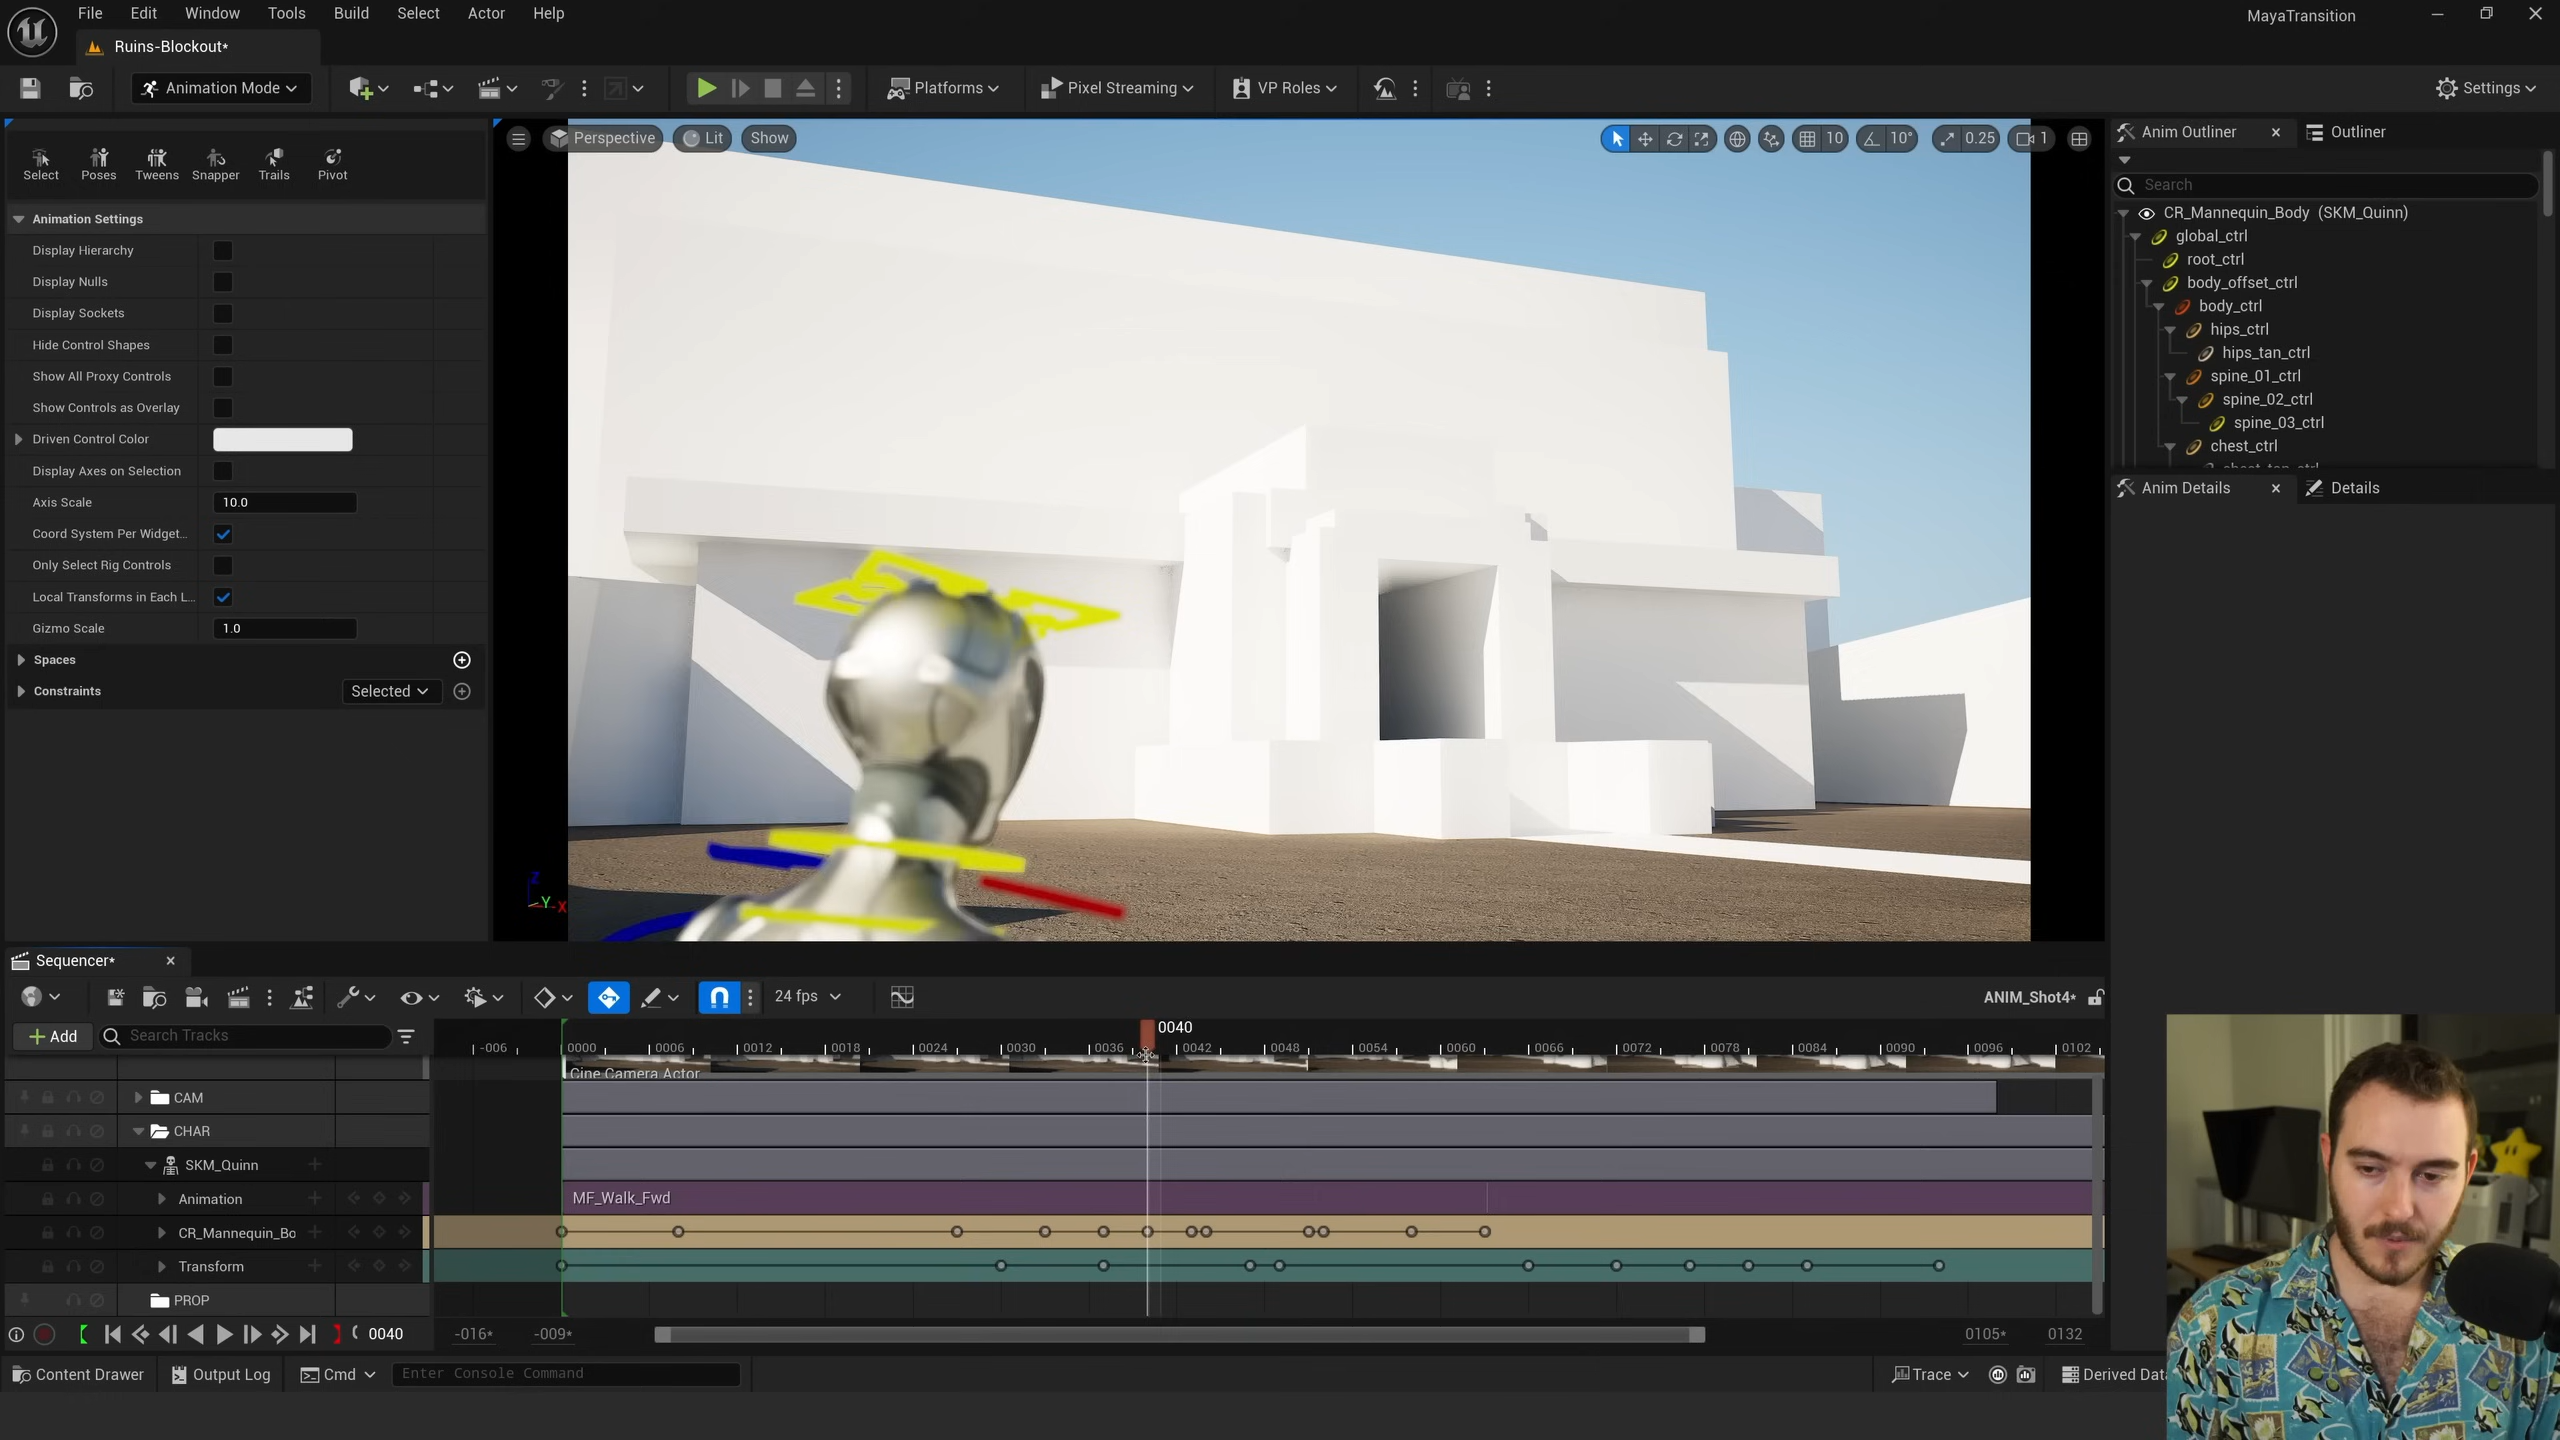 File Edit Window Tools Build Select Actor Help
MayaTransition
Ruins-Blockout*
Animation Mode
Platforms
Pixel Streaming
VP Roles
Settings
Select Poses Tweens Snapper Trails Pivot
Animation Settings
Display Hierarchy
Display Nulls
Display Sockets
Hide Control Shapes
Show All Proxy Controls
Show Controls as Overlay
Driven Control Color
Display Axes on Selection
Axis Scale 10.0
Coord System Per Widget...
Only Select Rig Controls
Local Transforms in Each L...
Gizmo Scale 1.0
Spaces
Constraints Selected
Perspective Lit Show
10 10° 0.25 1
Z
Y X
Anim Outliner Outliner
Search
CR_Mannequin_Body (SKM_Quinn)
global_ctrl
root_ctrl
body_offset_ctrl
body_ctrl
hips_ctrl
hips_tan_ctrl
spine_01_ctrl
spine_02_ctrl
spine_03_ctrl
chest_ctrl
chest_tan_ctrl
Anim Details Details
Sequencer*
24 fps
ANIM_Shot4*
Add Search Tracks
0040
-006 0000 0006 0012 0018 0024 0030 0036 0042 0048 0054 0060 0066 0072 0078 0084 0090 0096 0102
Cine Camera Actor
CAM
CHAR
SKM_Quinn
Animation
MF_Walk_Fwd
CR_Mannequin_Bo
Transform
PROP
0040
-016* -009* 0105* 0132
Content Drawer Output Log Cmd Enter Console Command
Trace Derived Data